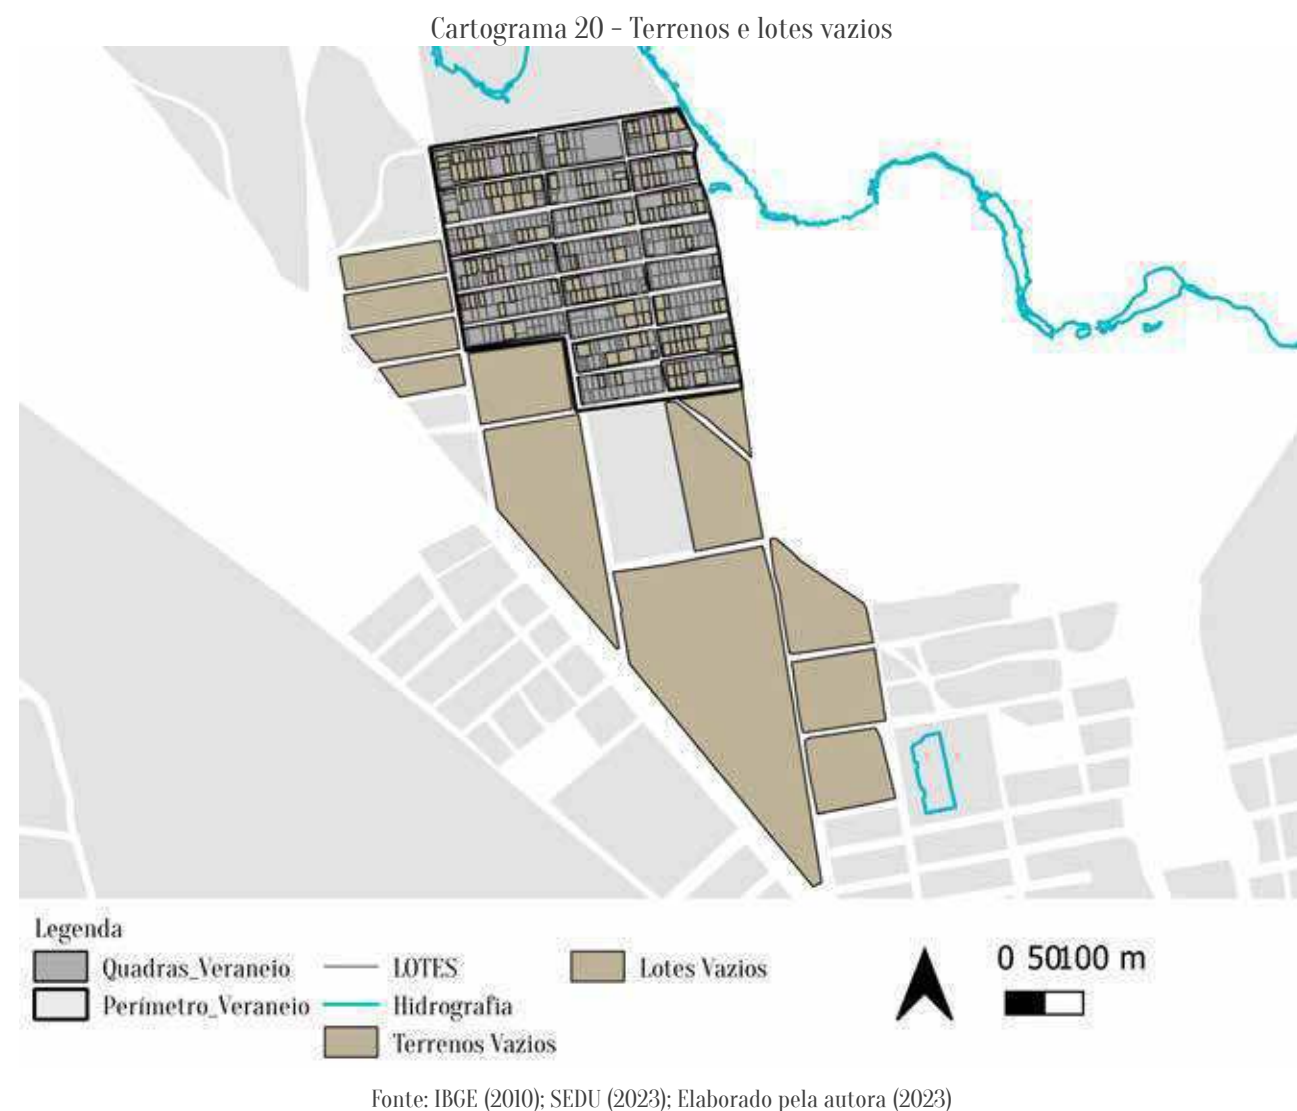 Cartograma 20 - Terrenos e lotes vazios
Legenda
Quadras_Veraneio
LOTES
Lotes Vazios
Perímetro_Veraneio
Hidrografia
Terrenos Vazios
0 50100 m
Fonte: IBGE (2010); SEDU (2023); Elaborado pela autora (2023)